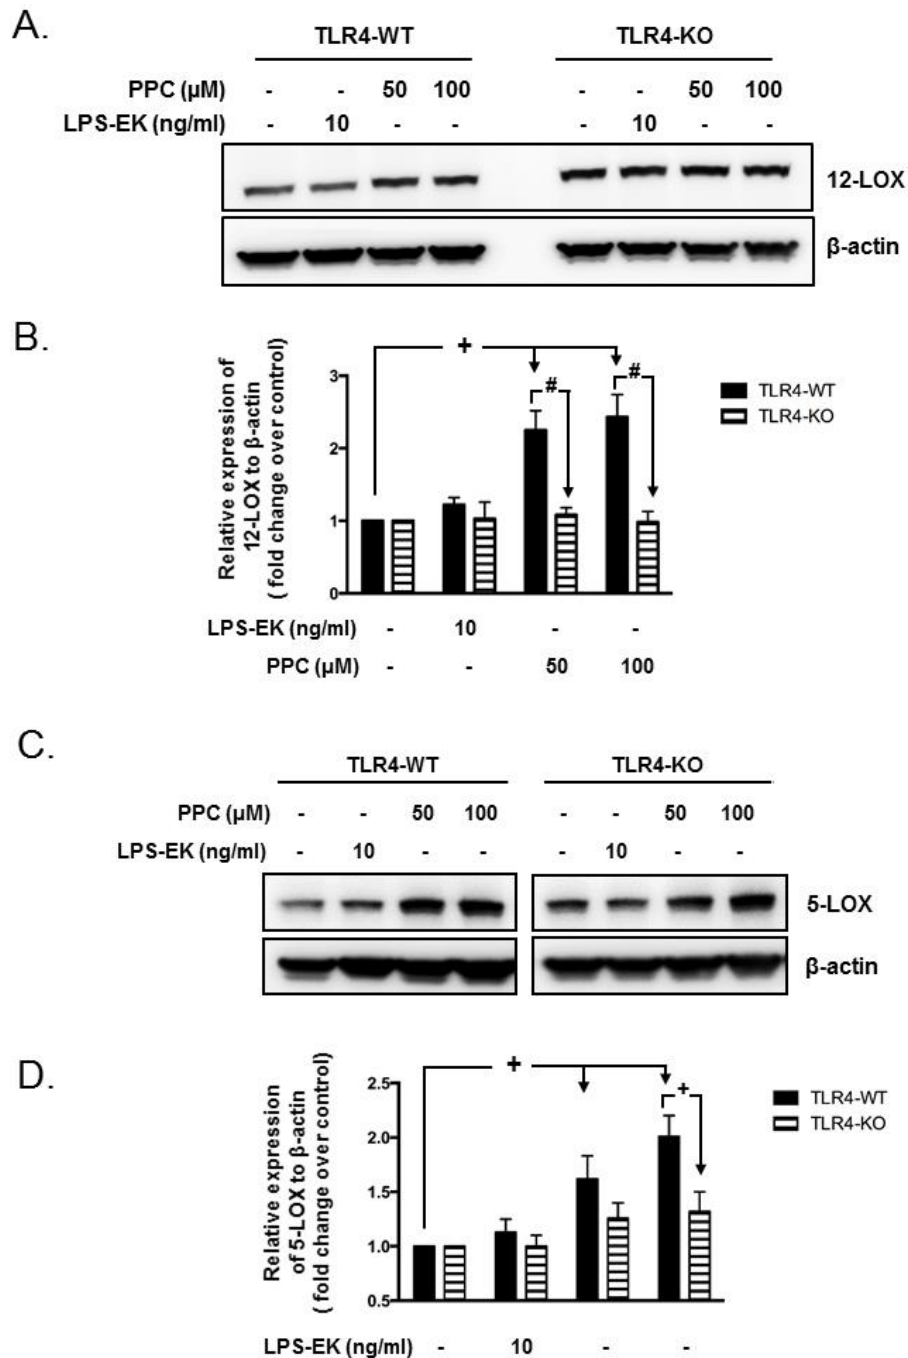 A.
TLR4-WT TLR4-KO
PPC (µM) - - 50 100 - - 50 100
LPS-EK (ng/ml) - 10 - - - 10 - -
12-LOX
β-actin
B.
+
# #
Relative expression of
12-LOX to β-actin
( fold change over control)
3
2
1
0
TLR4-WT
TLR4-KO
LPS-EK (ng/ml) - 10 - -
PPC (µM) - - 50 100
C.
TLR4-WT TLR4-KO
PPC (µM) - - 50 100 - - 50 100
LPS-EK (ng/ml) - 10 - - - 10 - -
5-LOX
β-actin
D.
+
+
Relative expression
of 5-LOX to β-actin
( fold change over control)
2.5
2.0
1.5
1.0
0.5
TLR4-WT
TLR4-KO
LPS-EK (ng/ml) - 10 - -